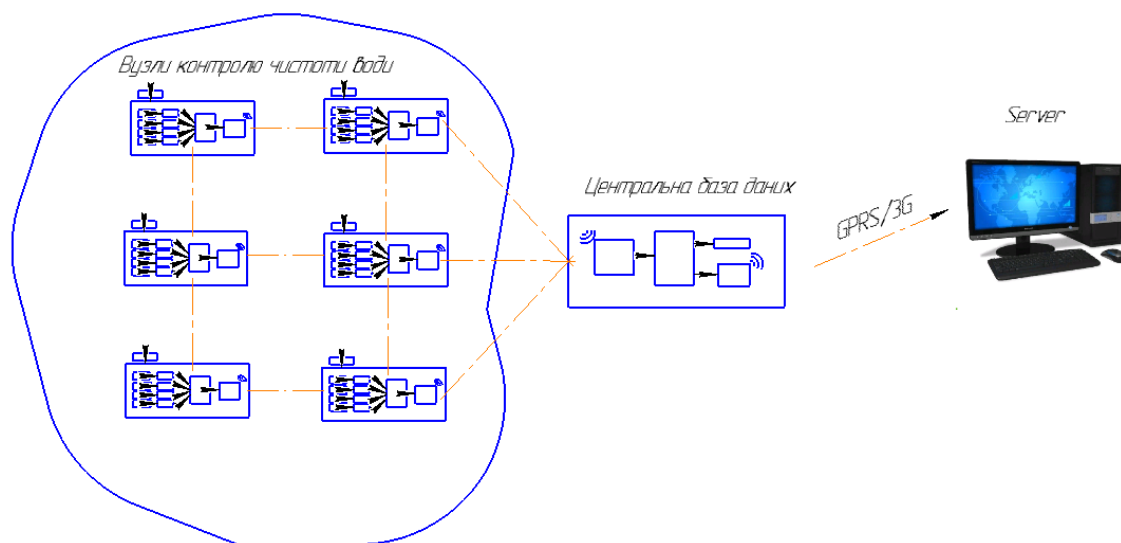 Вузли контролю чистоти води
Server
Центральна база даних
GPRS/3G